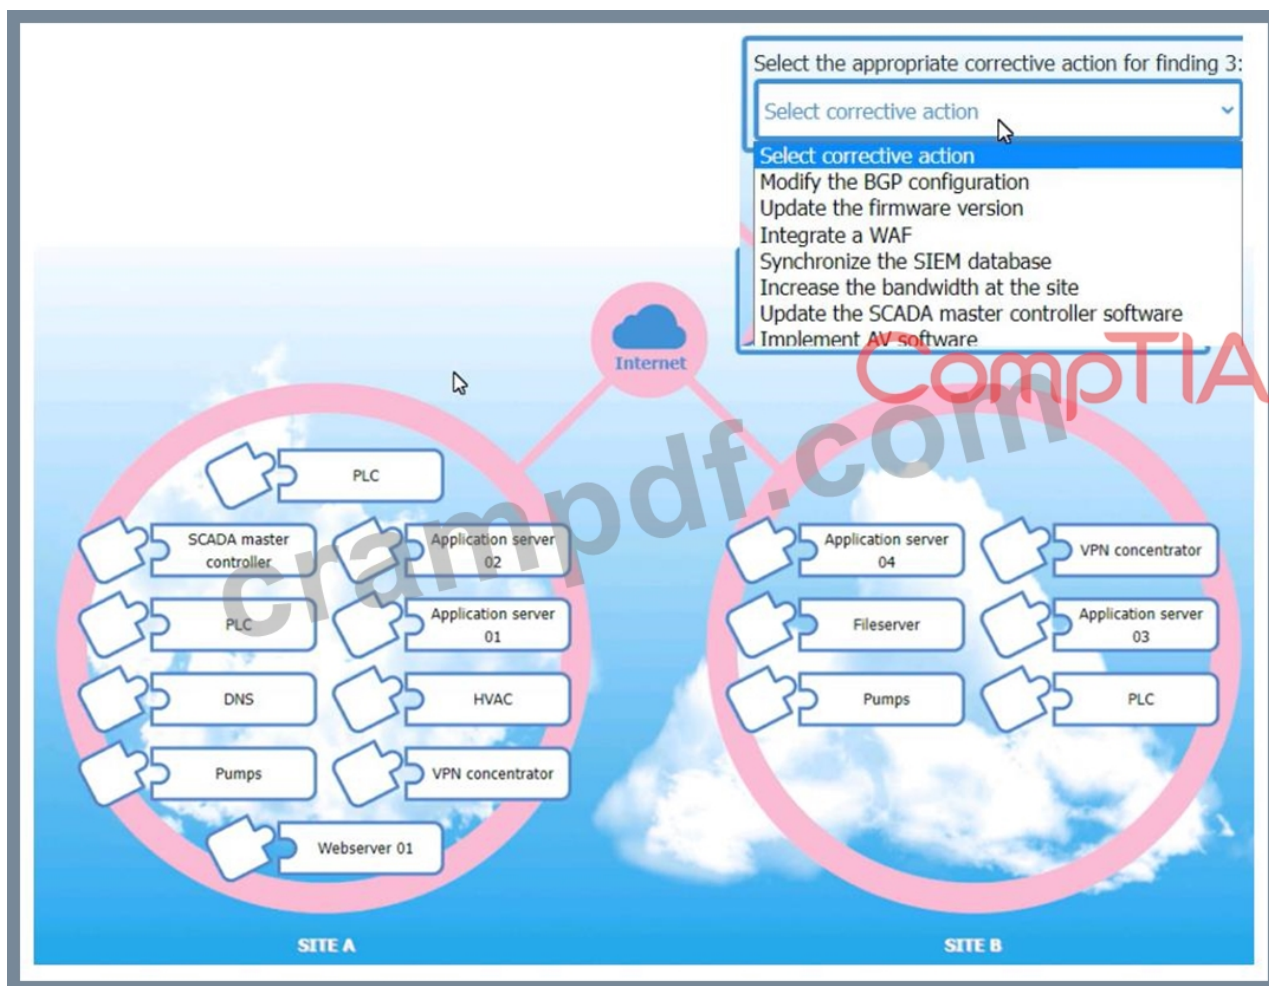 Select the appropriate corrective action for finding 3:
Select corrective action
Select corrective action
Modify the BGP configuration
Update the firmware version
Integrate a WAF
Synchronize the SIEM database
Increase the bandwidth at the site
Update the SCADA master controller software
Implement AV software
CompTIA
crampdf.com
Internet
PLC
SCADA master
controller
Application server
02
PLC
Application server
01
DNS
HVAC
Pumps
VPN concentrator
Webserver 01
SITE A
Application server
04
VPN concentrator
Fileserver
Application server
03
Pumps
PLC
SITE B